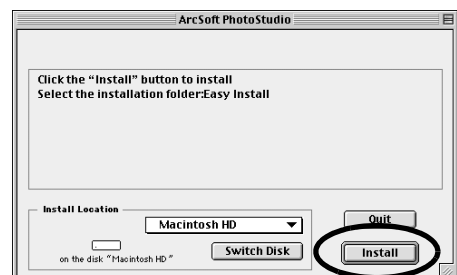 ArcSoft PhotoStudio
Click the “Install” button to install
Select the installation folder:Easy Install
Install Location
Macintosh HD
on the disk “Macintosh HD”
Switch Disk
Quit
Install